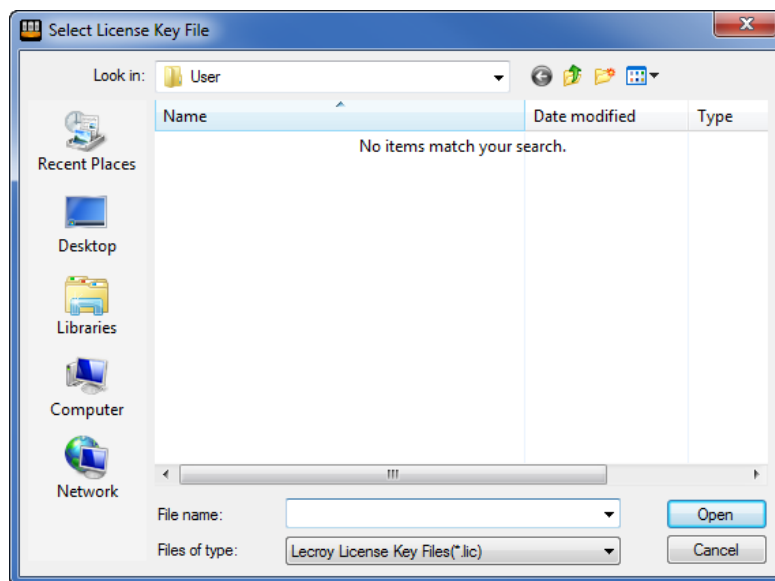 Select License Key File
Look in: User
Name Date modified Type
No items match your search.
Recent Places
Desktop
Libraries
Computer
Network
File name: Open
Files of type: Lecroy License Key Files(*.lic) Cancel